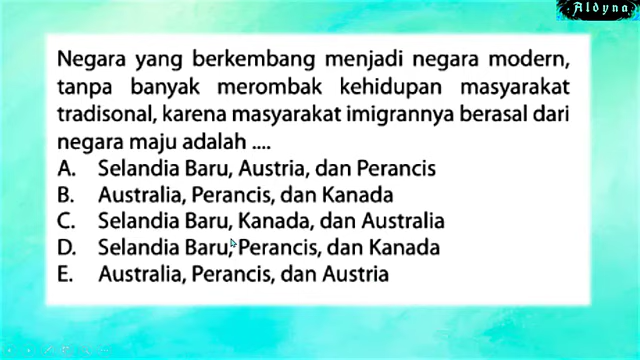 Aldyna
Negara yang berkembang menjadi negara modern,
tanpa banyak merombak kehidupan masyarakat
tradisonal, karena masyarakat imigrannya berasal dari
negara maju adalah ....
A. Selandia Baru, Austria, dan Perancis
B. Australia, Perancis, dan Kanada
C. Selandia Baru, Kanada, dan Australia
D. Selandia Baru, Perancis, dan Kanada
E. Australia, Perancis, dan Austria